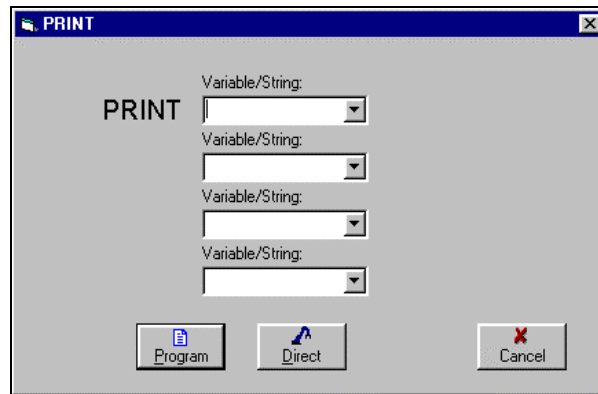 PRINT
Variable/String:
PRINT
Variable/String:
Variable/String:
Variable/String:
Program
Direct
Cancel